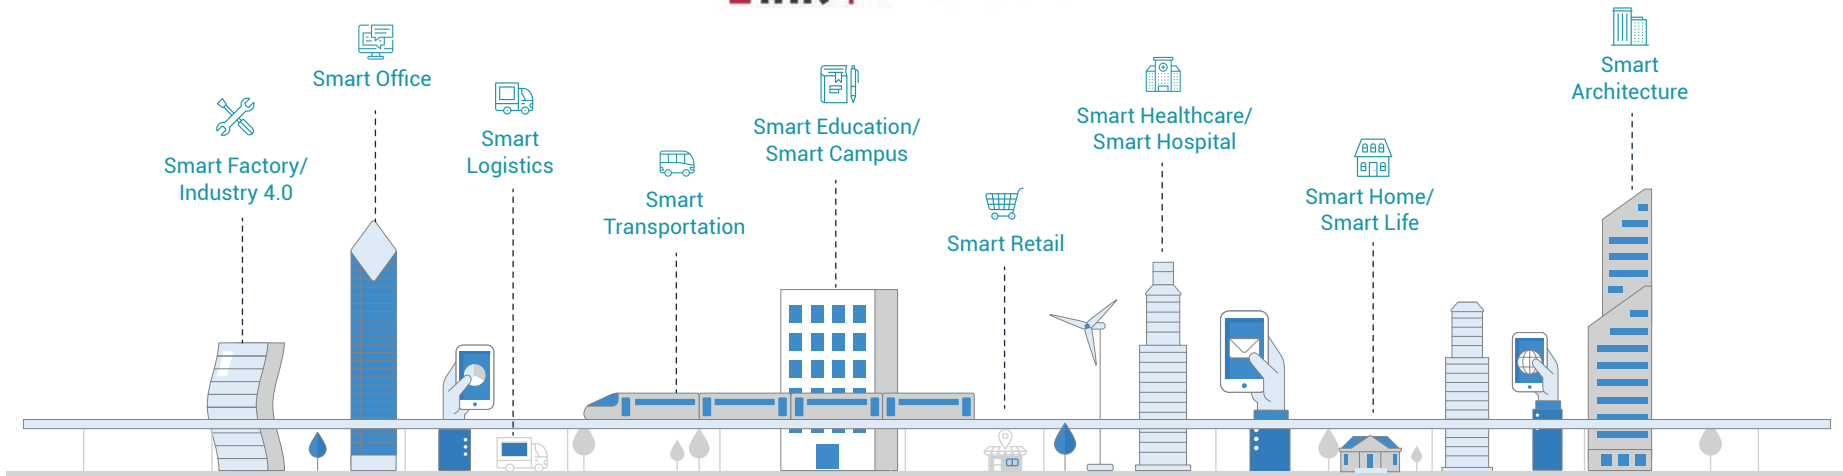 Smart Factory/
Industry 4.0
Smart Office
Smart
Logistics
Smart
Transportation
Smart Education/
Smart Campus
Smart Retail
Smart Healthcare/
Smart Hospital
Smart Home/
Smart Life
Smart
Architecture